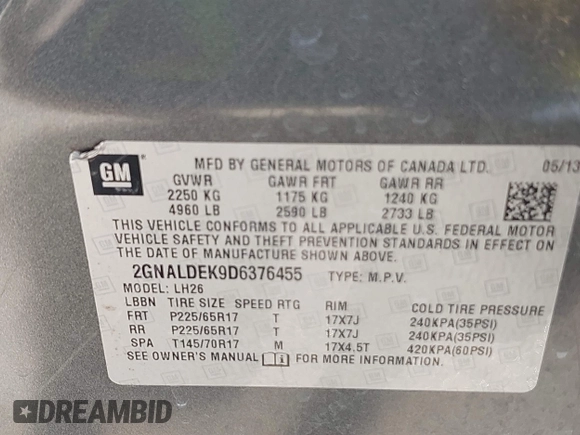 GM
MFD BY GENERAL MOTORS OF CANADA LTD. 05/13
GVWR GAWR FRT GAWR RR
2250 KG 1175 KG 1240 KG
4960 LB 2590 LB 2733 LB
THIS VEHICLE CONFORMS TO ALL APPLICABLE U.S. FEDERAL MOTOR
VEHICLE SAFETY AND THEFT PREVENTION STANDARDS IN EFFECT ON
THE DATE OF MANUFACTURE SHOWN ABOVE.
2GNALDEK9D6376455 TYPE: M.P.V.
MODEL: LH26
LBBN TIRE SIZE SPEED RTG RIM COLD TIRE PRESSURE
FRT P225/65R17 T 17X7J 240KPA(35PSI)
RR P225/65R17 T 17X7J 240KPA(35PSI)
SPA T145/70R17 M 17X4.5T 420KPA(60PSI)
SEE OWNER'S MANUAL FOR MORE INFORMATION.
DREAMBID